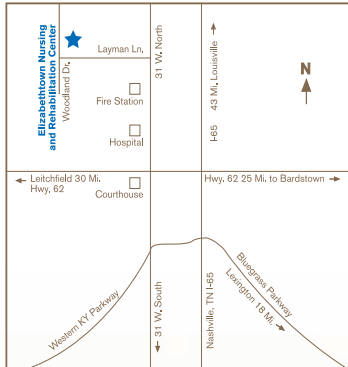 Elizabethtown Nursing
and Rehabilitation Center
Woodland Dr.
Layman Ln.
Fire Station
Hospital
31 W. North
43 Mi. Louisville
I-65
N
Leitchfield 30 Mi.
Hwy. 62
Courthouse
Hwy. 62 25 Mi. to Bardstown
Western KY Parkway
31 W. South
Nashville, TN I-65
Bluegrass Parkway
Lexington 18 Mi.